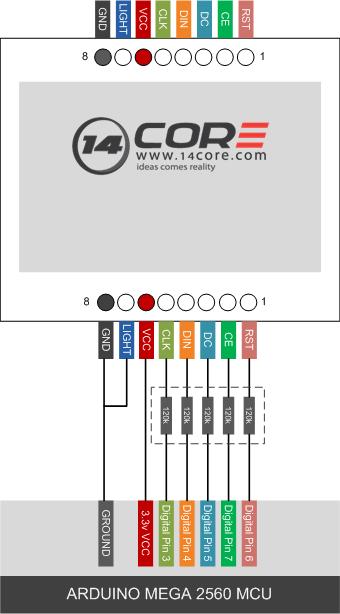 GND
LIGHT
VCC
CLK
DIN
DC
CE
RST
8 1
14 CORE
www.14core.com
ideas comes reality
8 1
GND
LIGHT
VCC
CLK
DIN
DC
CE
RST
120k
120k
120k
120k
120k
GROUND
3.3v VCC
Digital Pin 3
Digital Pin 4
Digital Pin 5
Digital Pin 7
Digital Pin 6
ARDUINO MEGA 2560 MCU